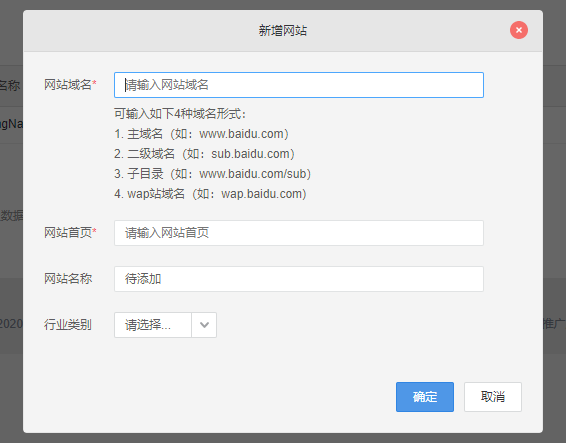 新增网站
名称
ngNa
数据
2020
推广
网站域名*
请输入网站域名
可输入如下4种域名形式：
1. 主域名（如：www.baidu.com）
2. 二级域名（如：sub.baidu.com）
3. 子目录（如：www.baidu.com/sub）
4. wap站域名（如：wap.baidu.com）
网站首页*
请输入网站首页
网站名称
待添加
行业类别
请选择...
确定
取消